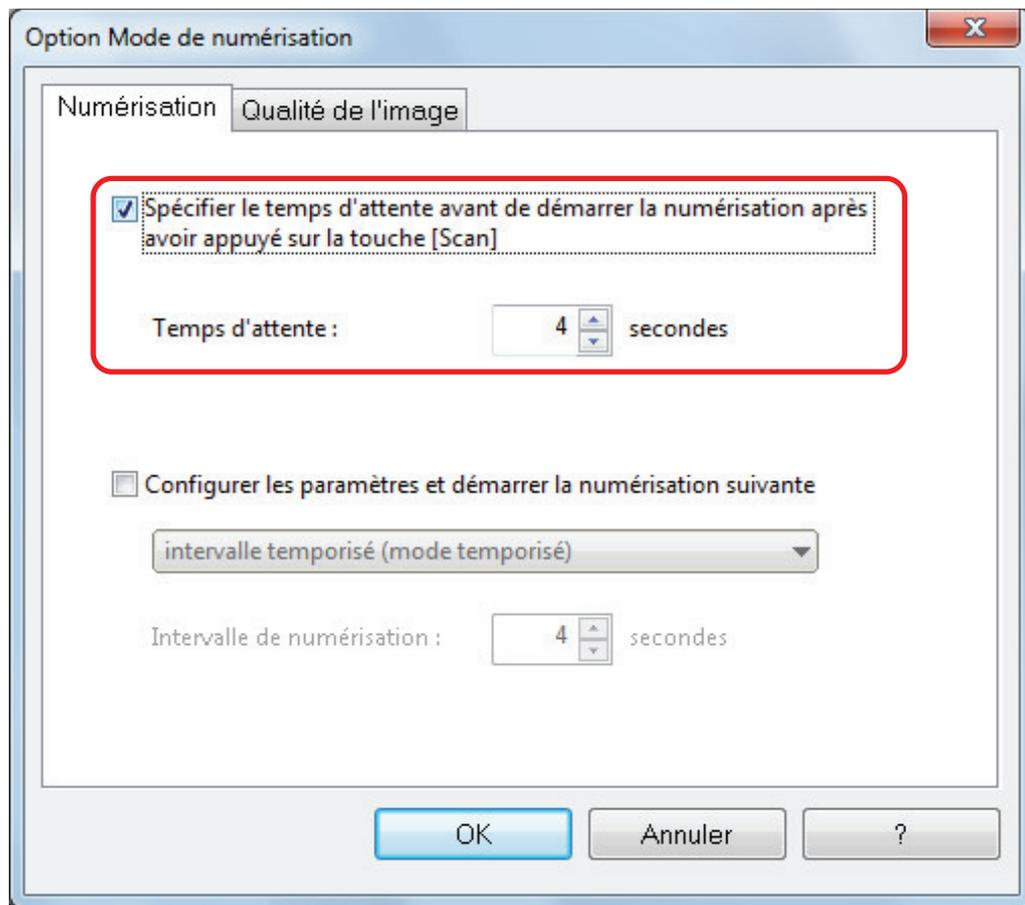 Option Mode de numérisation
Numérisation
Qualité de l'image
Spécifier le temps d'attente avant de démarrer la numérisation après
avoir appuyé sur la touche [Scan]
Temps d'attente : 4 secondes
Configurer les paramètres et démarrer la numérisation suivante
intervalle temporisé (mode temporisé)
Intervalle de numérisation : 4 secondes
OK
Annuler
?